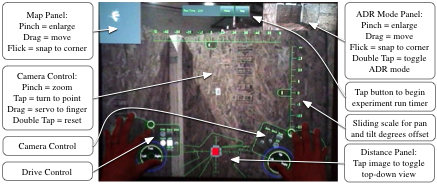 Map Panel:
Pinch = enlarge
Drag = move
Flick = snap to corner
Camera Control:
Pinch = zoom
Tap = turn to point
Drag = servo to finger
Double Tap = reset
Camera Control
Drive Control
ADR Mode Panel:
Pinch = enlarge
Drag = move
Flick = snap to corner
Double Tap = toggle
ADR mode
Tap button to begin
experiment run timer
Sliding scale for pan
and tilt degrees offset
Distance Panel:
Tap image to toggle
top-down view